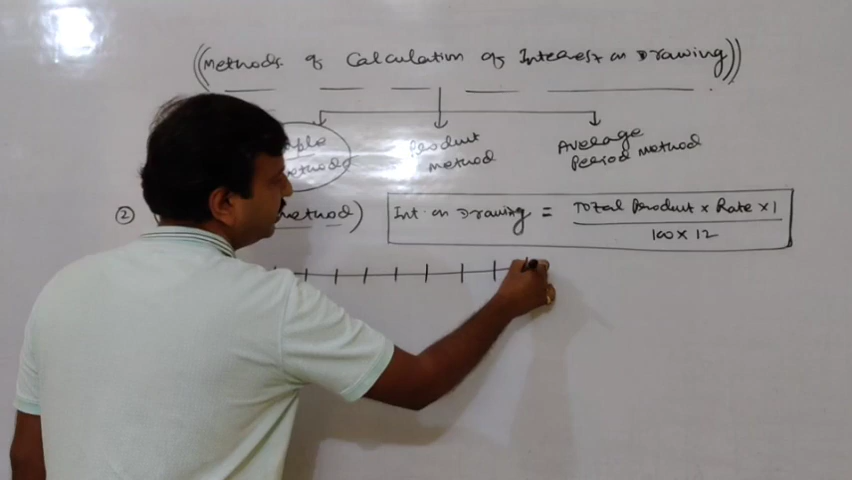 ((Methods of Calculation of Interest on Drawing))
Product Method
Average Period Method
② method)
Int. on Drawing = Total Product × Rate × 1
100 × 12